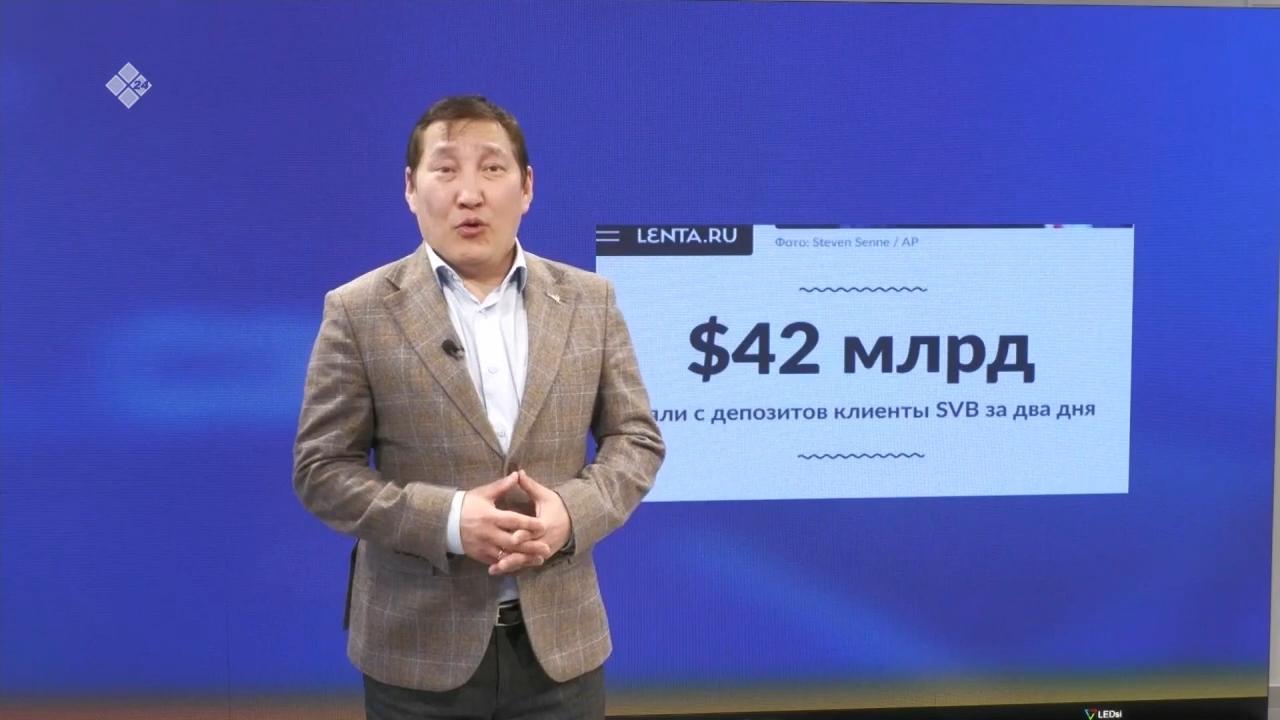 24
LENTA.RU
Фото: Steven Senne / AP
$42 млрд
с депозитов клиенты SVB за два дня
LEDsi